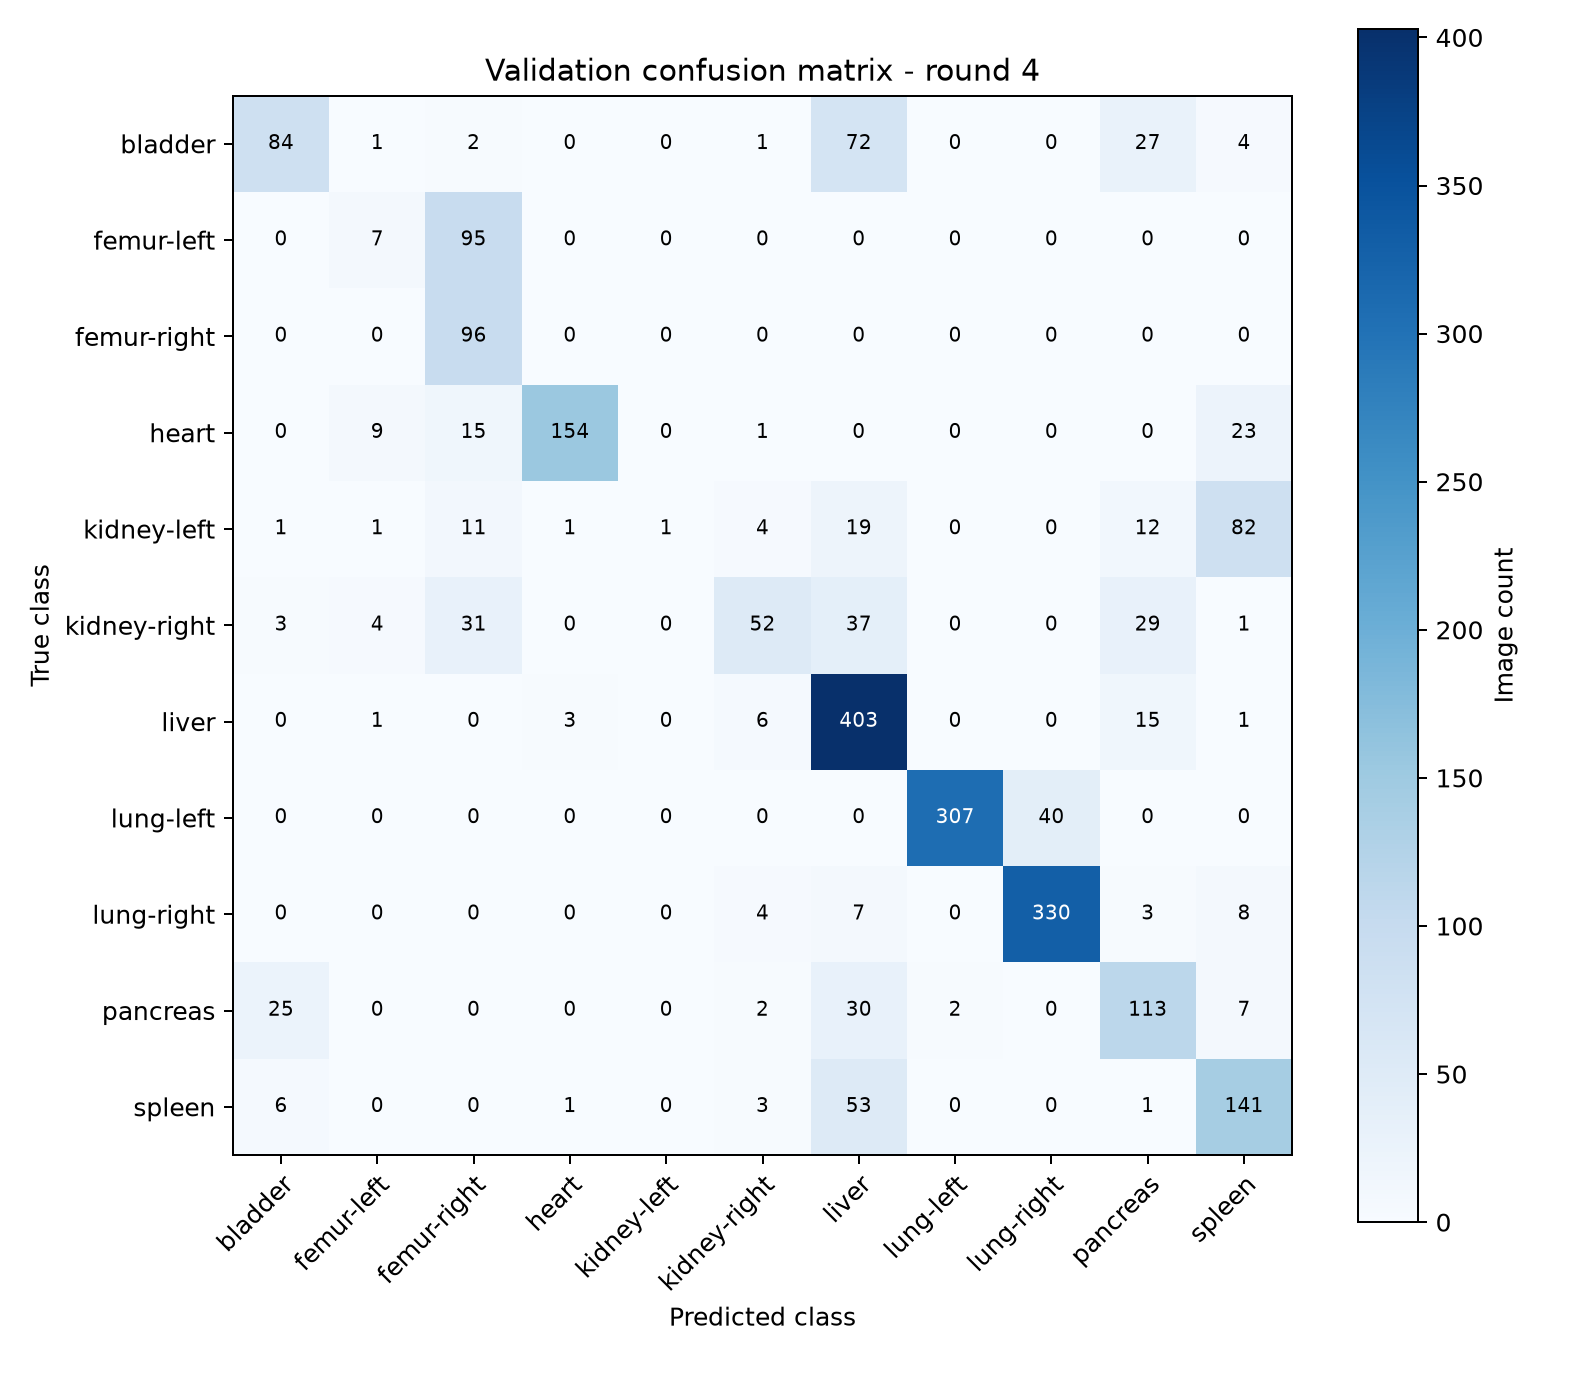 Validation confusion matrix - round 4
True class
bladder 84 1 2 0 0 1 72 0 0 27 4
femur-left 0 7 95 0 0 0 0 0 0 0 0
femur-right 0 0 96 0 0 0 0 0 0 0 0
heart 0 9 15 154 0 1 0 0 0 0 23
kidney-left 1 1 11 1 1 4 19 0 0 12 82
kidney-right 3 4 31 0 0 52 37 0 0 29 1
liver 0 1 0 3 0 6 403 0 0 15 1
lung-left 0 0 0 0 0 0 0 307 40 0 0
lung-right 0 0 0 0 0 4 7 0 330 3 8
pancreas 25 0 0 0 0 2 30 2 0 113 7
spleen 6 0 0 1 0 3 53 0 0 1 141
bladder femur-left femur-right heart kidney-left kidney-right liver lung-left lung-right pancreas spleen
Predicted class
400
350
300
250
200
150
100
50
0
Image count